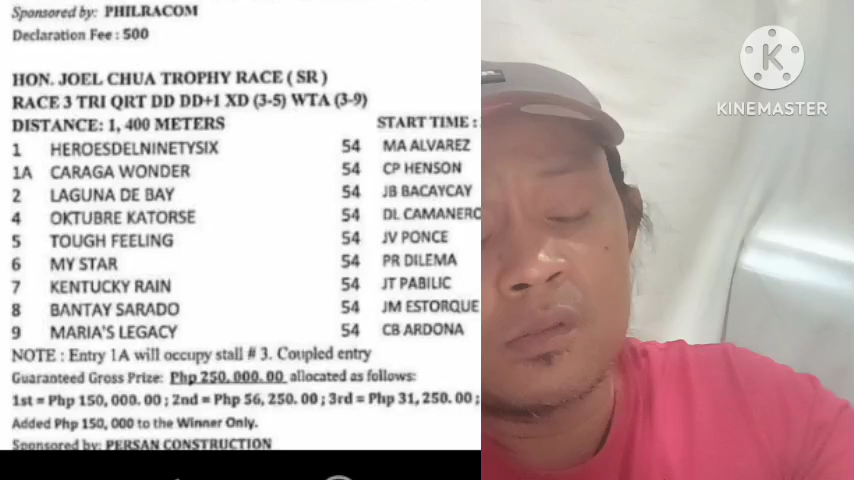 Sponsored by: PHILRACOM
Declaration Fee : 500
HON. JOEL CHUA TROPHY RACE ( SR )
RACE 3 TRI QRT DD DD+1 XD (3-5) WTA (3-9)
DISTANCE: 1, 400 METERS START TIME :
1 HEROESDELNINETYSIX 54 MA ALVAREZ
1A CARAGA WONDER 54 CP HENSON
2 LAGUNA DE BAY 54 JB BACAYCAY
4 OKTUBRE KATORSE 54 DL CAMANERO
5 TOUGH FEELING 54 JV PONCE
6 MY STAR 54 PR DILEMA
7 KENTUCKY RAIN 54 JT PABILIC
8 BANTAY SARADO 54 JM ESTORQUE
9 MARIA'S LEGACY 54 CB ARDONA
NOTE : Entry 1A will occupy stall # 3. Coupled entry
Guaranteed Gross Prize: Php 250, 000. 00 allocated as follows:
1st = Php 150, 000. 00 ; 2nd = Php 56, 250. 00 ; 3rd = Php 31, 250. 00 ;
Added Php 150, 000 to the Winner Only.
Sponsored by: PERSAN CONSTRUCTION
K
KINEMASTER